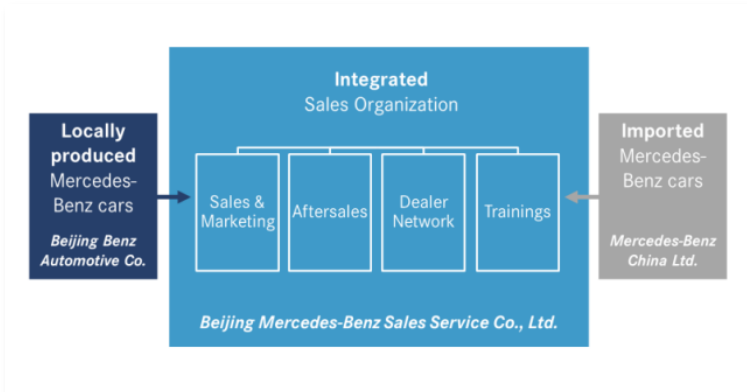 Integrated
Sales Organization
Locally
produced
Mercedes-
Benz cars
Beijing Benz
Automotive Co.
Sales &
Marketing
Aftersales
Dealer
Network
Trainings
Imported
Mercedes-
Benz cars
Mercedes-Benz
China Ltd.
Beijing Mercedes-Benz Sales Service Co., Ltd.